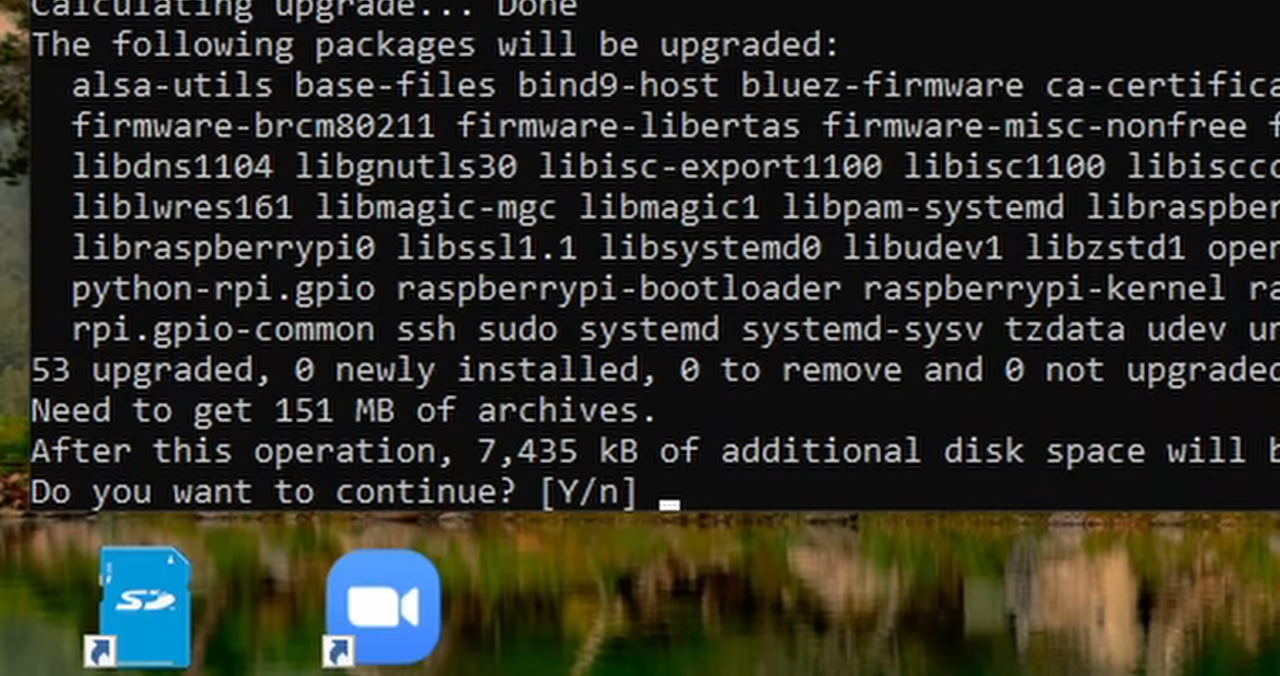 Calculating upgrade... Done
The following packages will be upgraded:
alsa-utils base-files bind9-host bluez-firmware ca-certifica
firmware-brcm80211 firmware-libertas firmware-misc-nonfree f
libdns1104 libgnutls30 libisc-export1100 libisc1100 libisccc
liblwres161 libmagic-mgc libmagic1 libpam-systemd libraspber
libraspberrypi0 libssl1.1 libsystemd0 libudev1 libzstd1 open
python-rpi.gpio raspberrypi-bootloader raspberrypi-kernel ra
rpi.gpio-common ssh sudo systemd systemd-sysv tzdata udev un
53 upgraded, 0 newly installed, 0 to remove and 0 not upgraded
Need to get 151 MB of archives.
After this operation, 7,435 kB of additional disk space will b
Do you want to continue? [Y/n]
SD